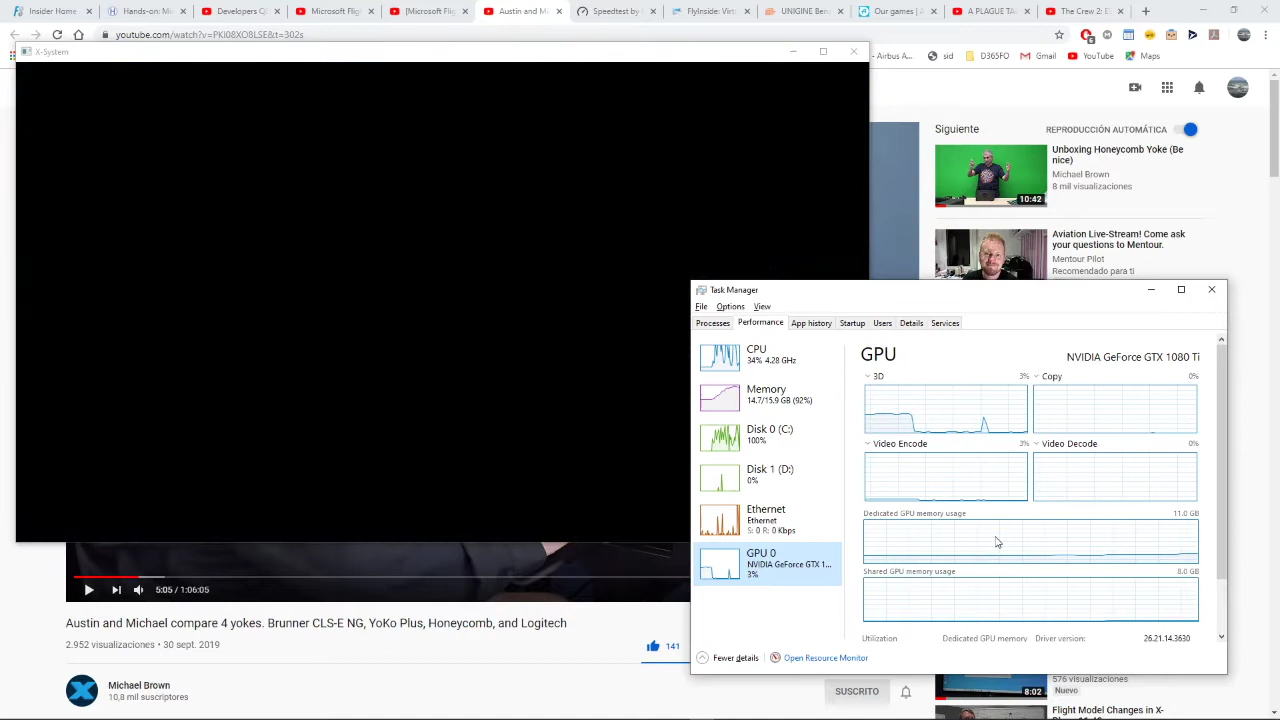 Insider Home
Hands-on: Mic
Developers Q
Microsoft Flig
[Microsoft Flig
Austin and Mi
Speedtest by
FlyInside: Virt
UNIGINE Ben
Our games | A
A PLAGUE TA
The Crew 2: E
youtube.com/watch?v=PKl08XO8LSE&t=302s
Airbus A...
sid
D365FO
Gmail
YouTube
Maps
X-System
Siguiente
REPRODUCCIÓN AUTOMÁTICA
Unboxing Honeycomb Yoke (Be
nice)
Michael Brown
8 mil visualizaciones
10:42
Aviation Live-Stream! Come ask
your questions to Mentour.
Mentour Pilot
Recomendado para ti
Task Manager
File Options View
Processes Performance App history Startup Users Details Services
CPU
34% 4.28 GHz
Memory
14.7/15.9 GB (92%)
Disk 0 (C:)
100%
Disk 1 (D:)
0%
Ethernet
Ethernet
S: 0 R: 0 Kbps
GPU 0
NVIDIA GeForce GTX 1...
3%
GPU
NVIDIA GeForce GTX 1080 Ti
3D 3%
Copy 0%
Video Encode 3%
Video Decode 0%
Dedicated GPU memory usage 11.0 GB
Shared GPU memory usage 8.0 GB
Utilization Dedicated GPU memory Driver version: 26.21.14.3630
Fewer details
Open Resource Monitor
5:05 / 1:06:05
Austin and Michael compare 4 yokes. Brunner CLS-E NG, YoKo Plus, Honeycomb, and Logitech
2.952 visualizaciones • 30 sept. 2019
141
Michael Brown
10,8 mil suscriptores
SUSCRITO
576 visualizaciones
Nuevo
8:02
Flight Model Changes in X-